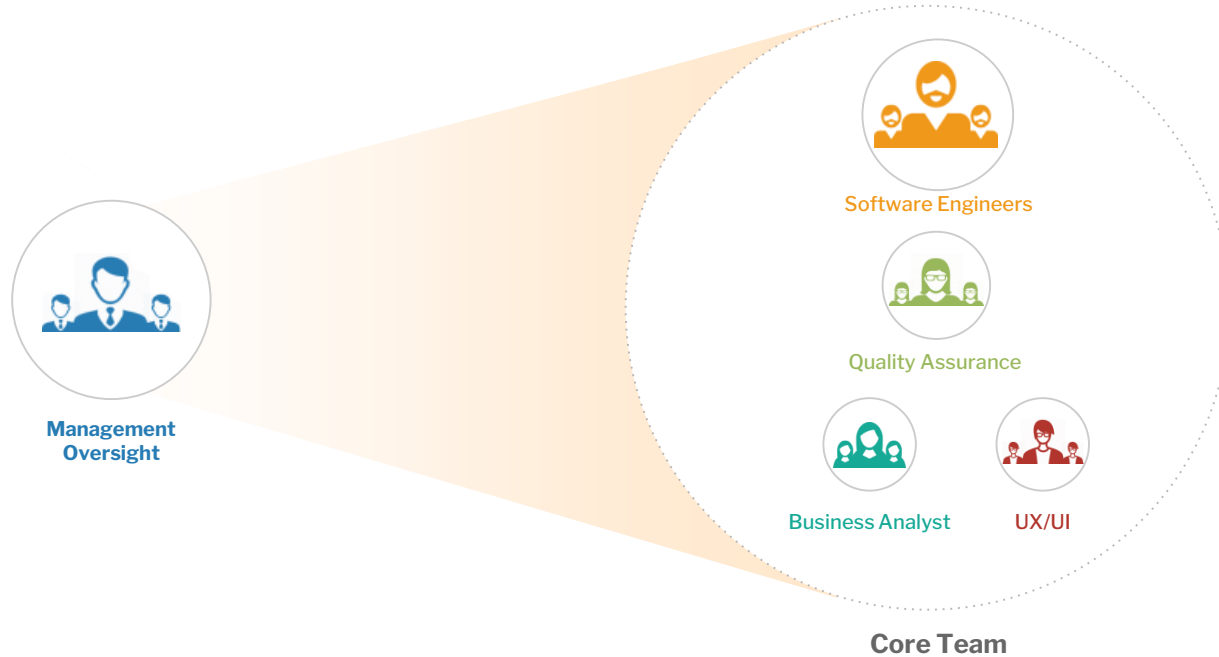 Software Engineers
Quality Assurance
Management
Oversight
Business Analyst
UX/UI
Core Team